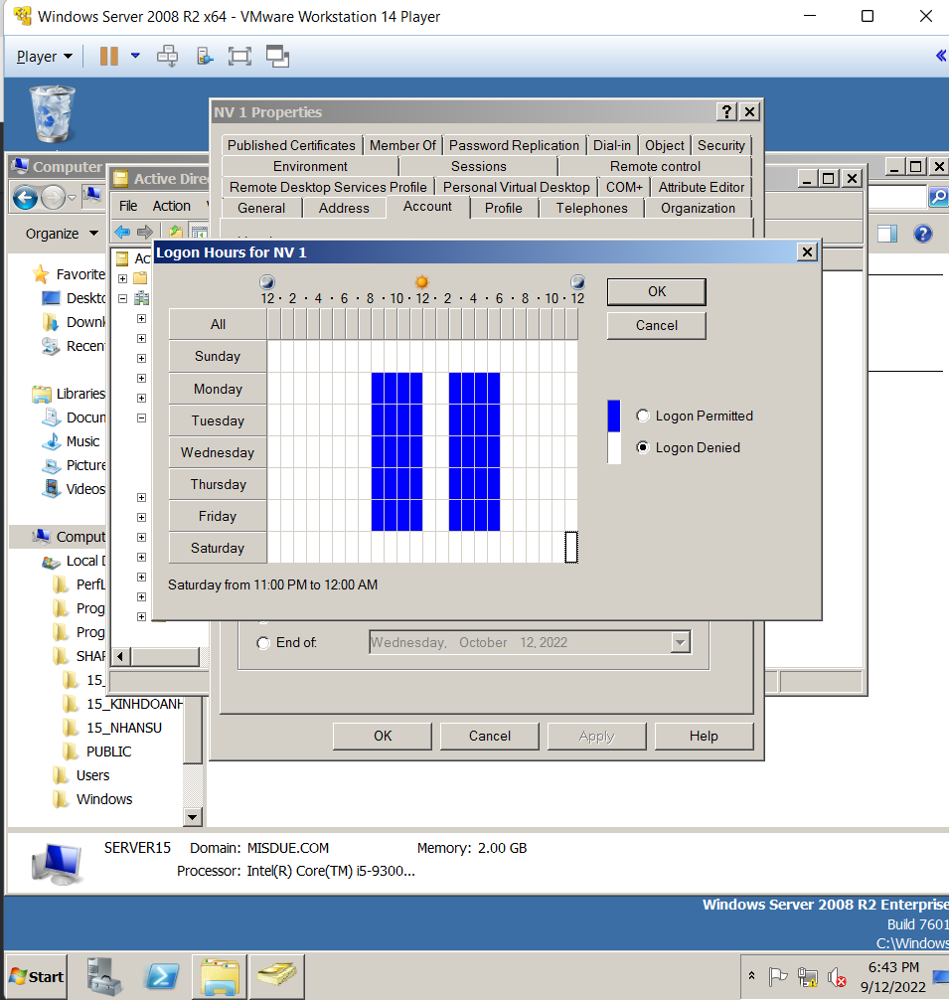 Windows Server 2008 R2 x64 - VMware Workstation 14 Player
Player
NV 1 Properties
Published Certificates Member Of Password Replication Dial-in Object Security
Environment Sessions Remote control
Remote Desktop Services Profile Personal Virtual Desktop COM+ Attribute Editor
General Address Account Profile Telephones Organization
Computer
Active Dire
File Action
Organize
Ac
Logon Hours for NV 1
12 · 2 · 4 · 6 · 8 · 10 · 12 · 2 · 4 · 6 · 8 · 10 · 12
All
Sunday
Monday
Tuesday
Wednesday
Thursday
Friday
Saturday
OK
Cancel
Logon Permitted
Logon Denied
Saturday from 11:00 PM to 12:00 AM
Favorite
Deskto
Downl
Recen
Libraries
Docum
Music
Picture
Videos
Comput
Local D
PerfL
Prog
Prog
SHAR
15_
15_KINHDOANH
15_NHANSU
PUBLIC
Users
Windows
End of:
Wednesday, October 12, 2022
OK Cancel Apply Help
SERVER15 Domain: MISDUE.COM Memory: 2.00 GB
Processor: Intel(R) Core(TM) i5-9300...
Windows Server 2008 R2 Enterprise
Build 7601
C:\Windows
Start
6:43 PM
9/12/2022